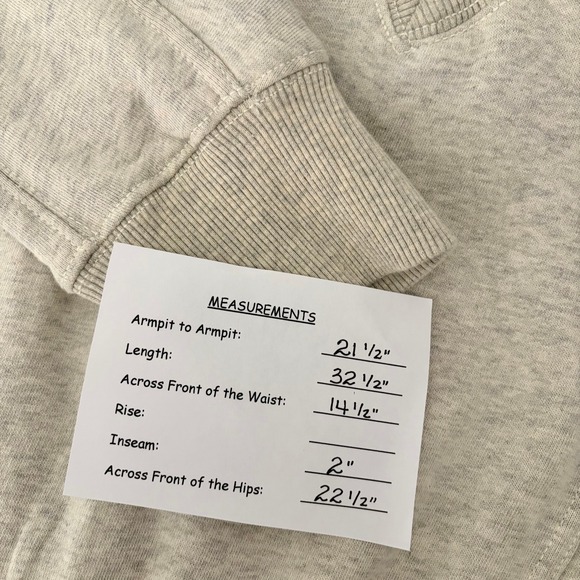 MEASUREMENTS
Armpit to Armpit: 21 1/2"
Length: 32 1/2"
Across Front of the Waist: 14 1/2"
Rise:
Inseam: 2"
Across Front of the Hips: 22 1/2"